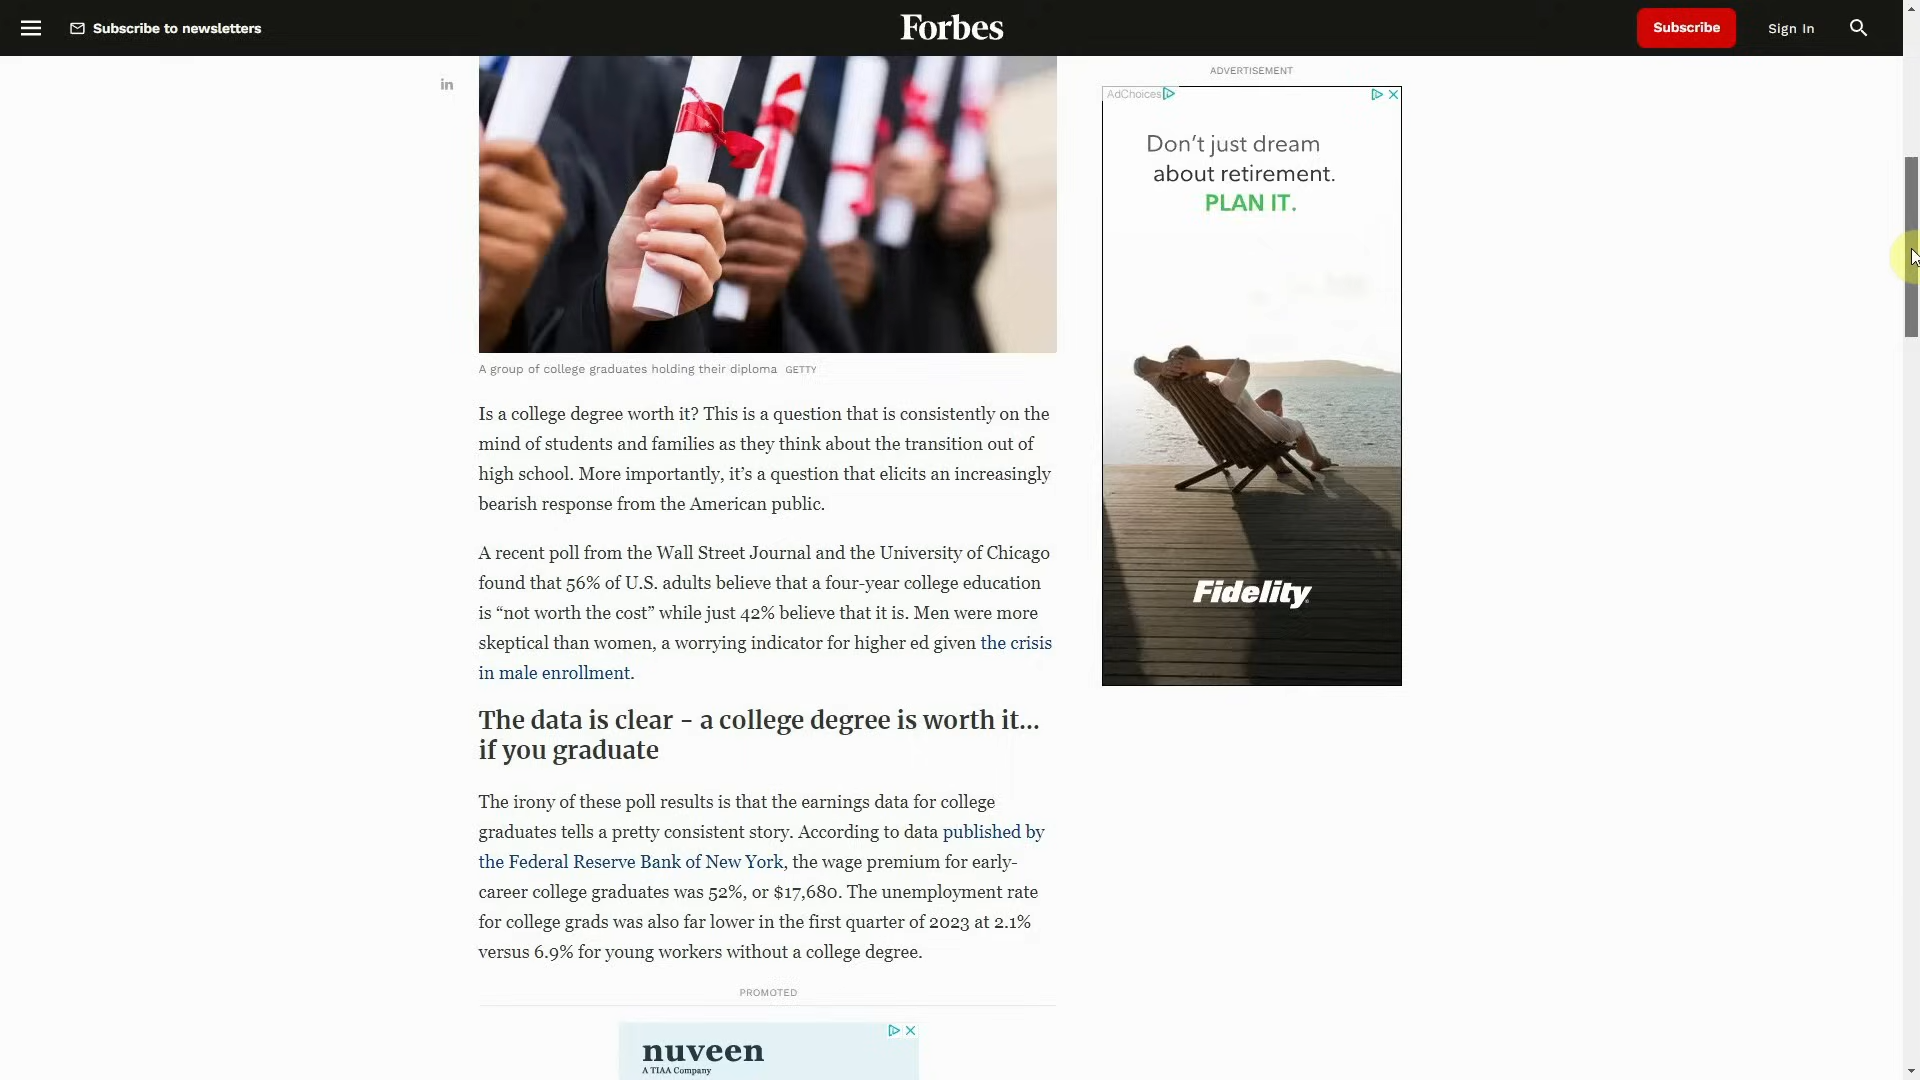 Subscribe to newsletters
Forbes
Subscribe
Sign In
in
ADVERTISEMENT
AdChoices
Don't just dream
about retirement.
PLAN IT.
Fidelity
A group of college graduates holding their diploma GETTY
Is a college degree worth it? This is a question that is consistently on the
mind of students and families as they think about the transition out of
high school. More importantly, it’s a question that elicits an increasingly
bearish response from the American public.
A recent poll from the Wall Street Journal and the University of Chicago
found that 56% of U.S. adults believe that a four-year college education
is “not worth the cost” while just 42% believe that it is. Men were more
skeptical than women, a worrying indicator for higher ed given the crisis
in male enrollment.
The data is clear – a college degree is worth it…
if you graduate
The irony of these poll results is that the earnings data for college
graduates tells a pretty consistent story. According to data published by
the Federal Reserve Bank of New York, the wage premium for early-
career college graduates was 52%, or $17,680. The unemployment rate
for college grads was also far lower in the first quarter of 2023 at 2.1%
versus 6.9% for young workers without a college degree.
PROMOTED
nuveen
A TIAA Company